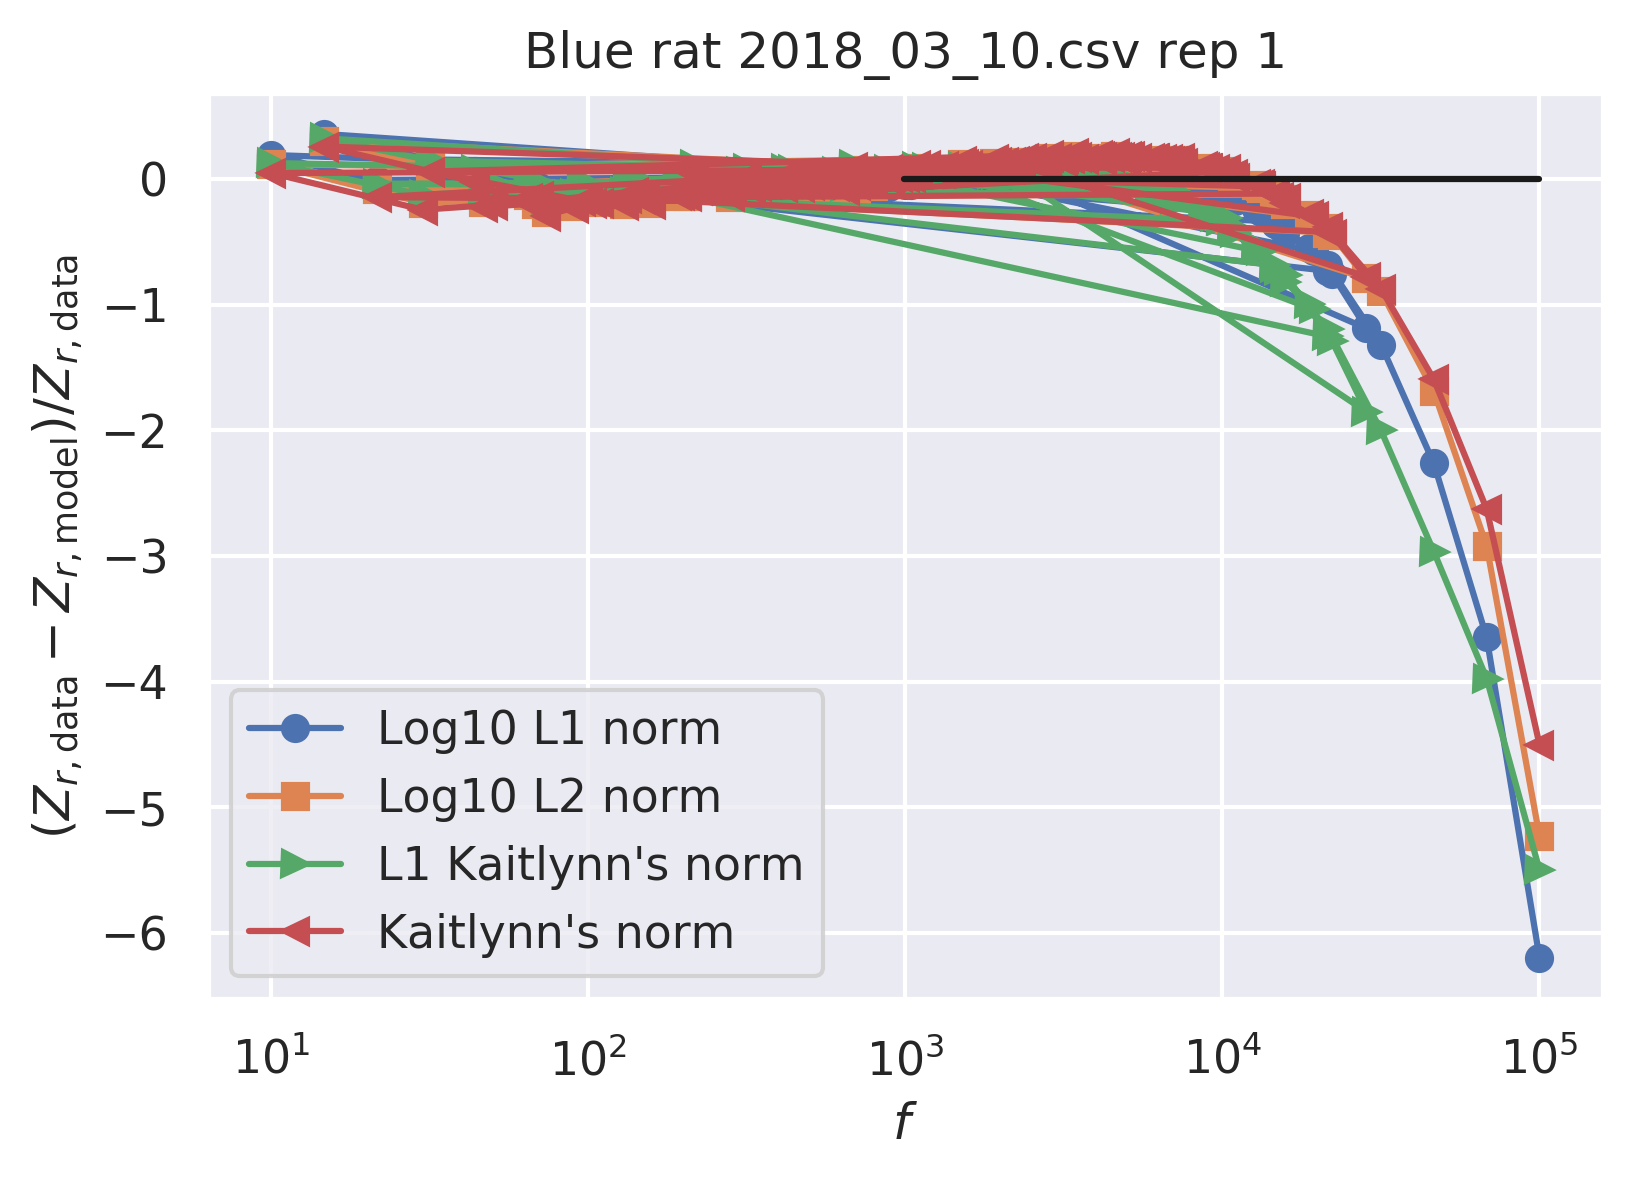 Blue rat 2018_03_10.csv rep 1
(Z_{r, data} − Z_{r, model})/Z_{r, data}
0
−1
−2
−3
−4
−5
−6
Log10 L1 norm
Log10 L2 norm
L1 Kaitlynn's norm
Kaitlynn's norm
10^1 10^2 10^3 10^4 10^5
f